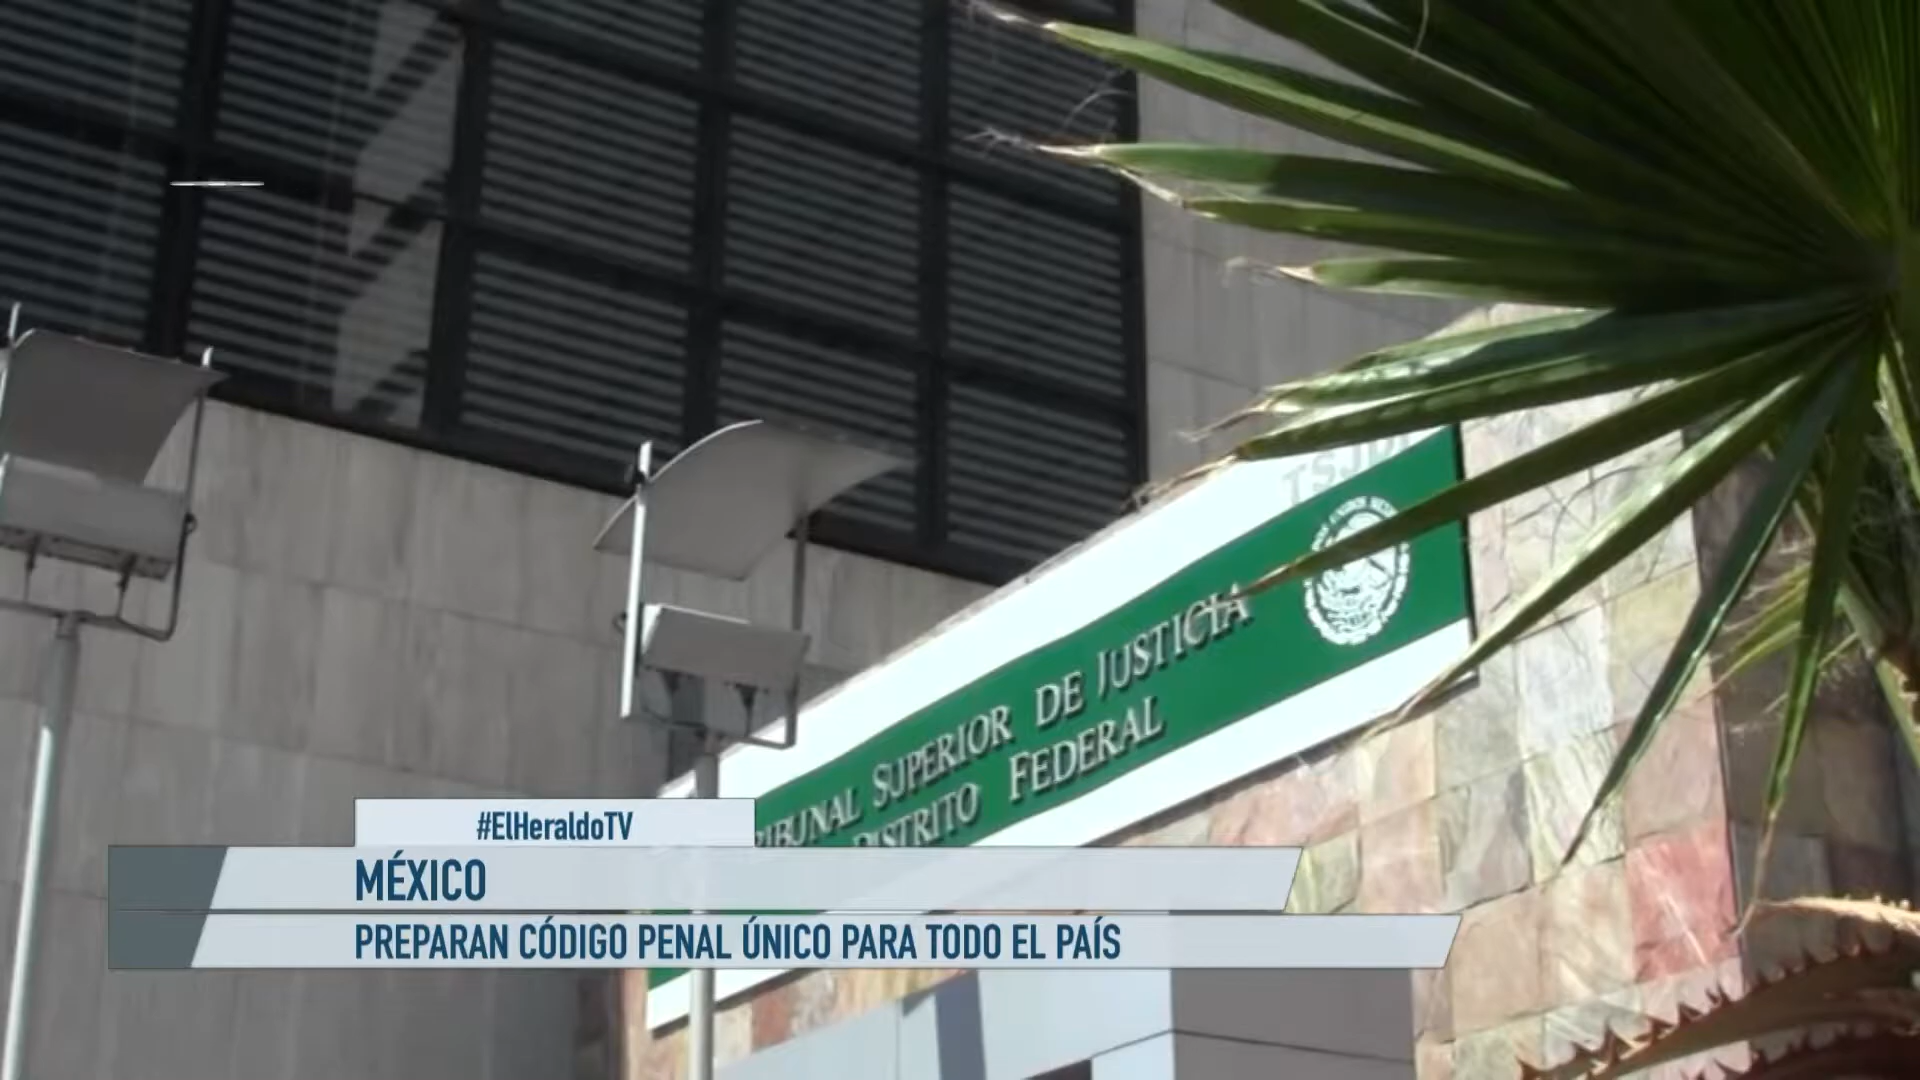 TSJDF
TRIBUNAL SUPERIOR DE JUSTICIA
DISTRITO FEDERAL
#ElHeraldoTV
MÉXICO
PREPARAN CÓDIGO PENAL ÚNICO PARA TODO EL PAÍS